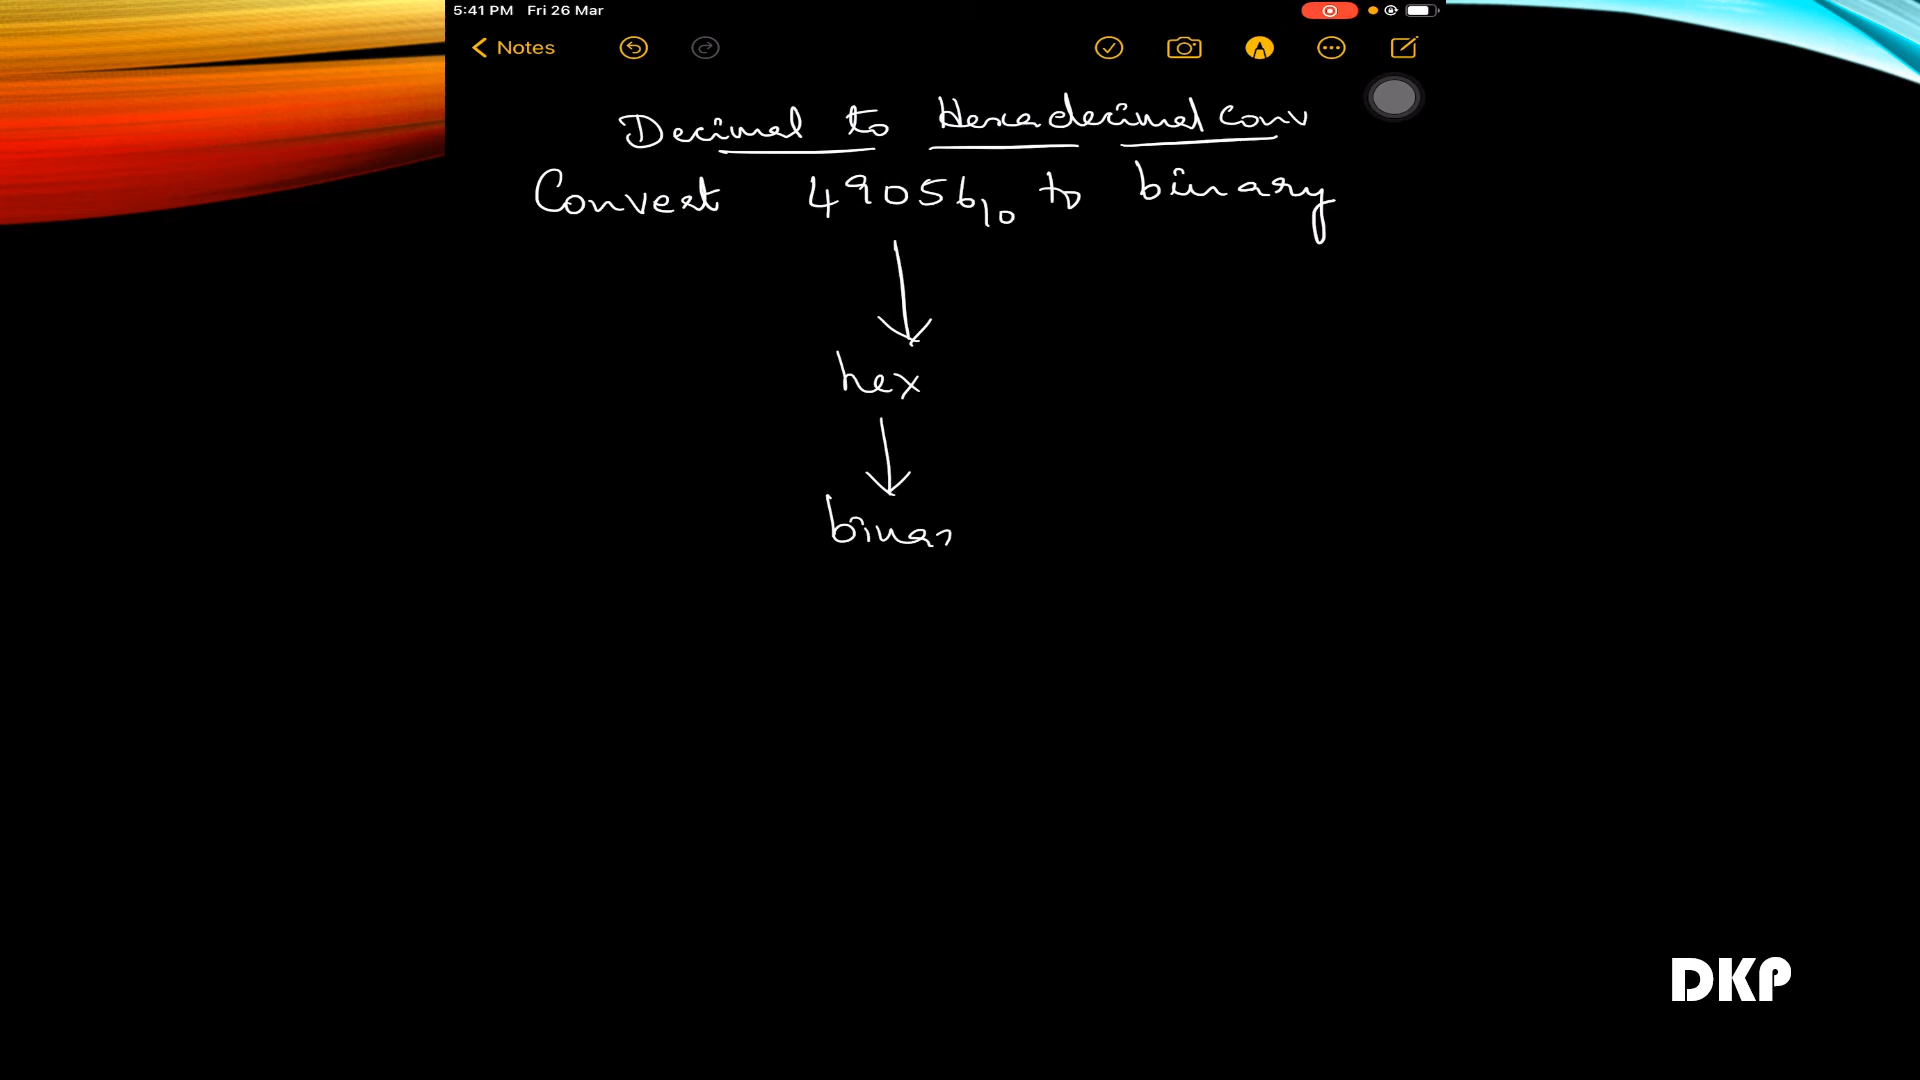 5:41 PM Fri 26 Mar
Notes
Decimal to Hexadecimal conv
Convert 49056₁₀ to binary
hex
binar
DKP